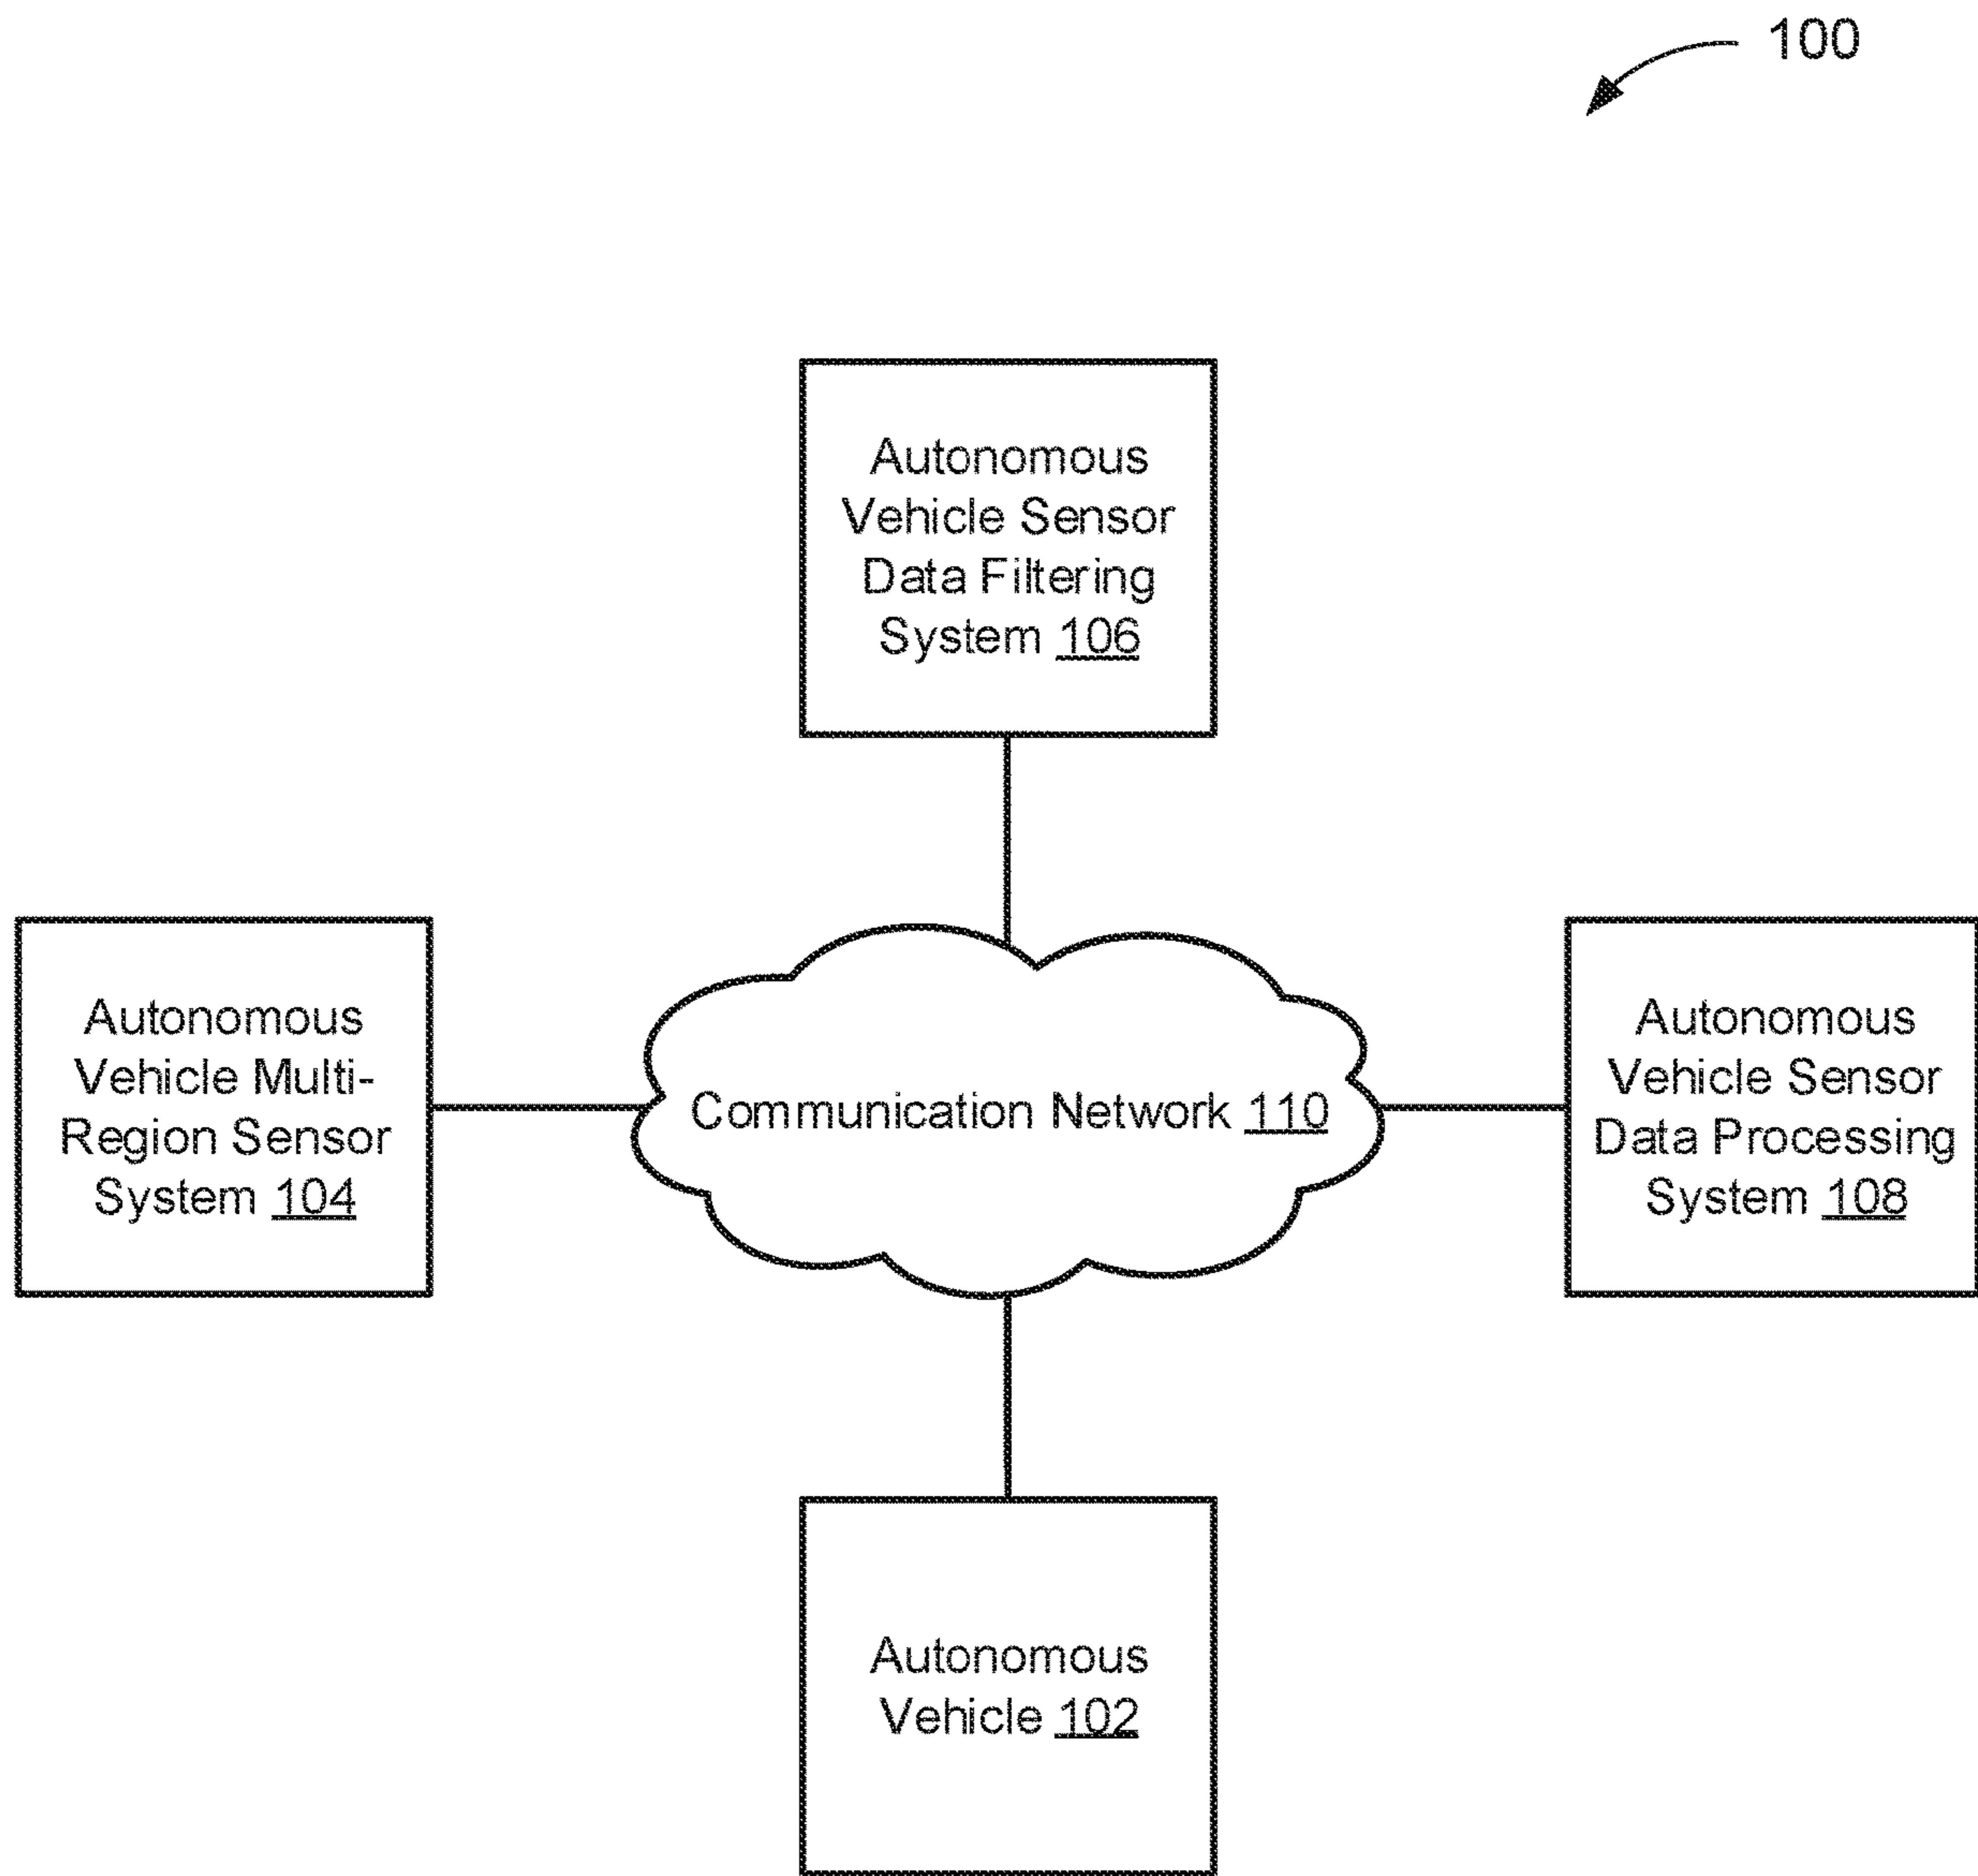 100
Autonomous
Vehicle Sensor
Data Filtering
System 106
Autonomous
Vehicle Multi-
Region Sensor
System 104
Communication Network 110
Autonomous
Vehicle Sensor
Data Processing
System 108
Autonomous
Vehicle 102